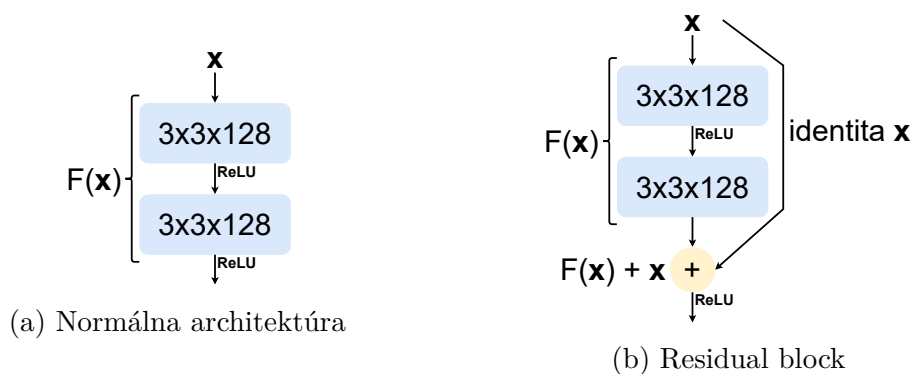 x
3x3x128
ReLU
F(x)
3x3x128
ReLU
(a) Normálna architektúra
x
3x3x128
ReLU
F(x)
identita x
3x3x128
F(x) + x +
ReLU
(b) Residual block